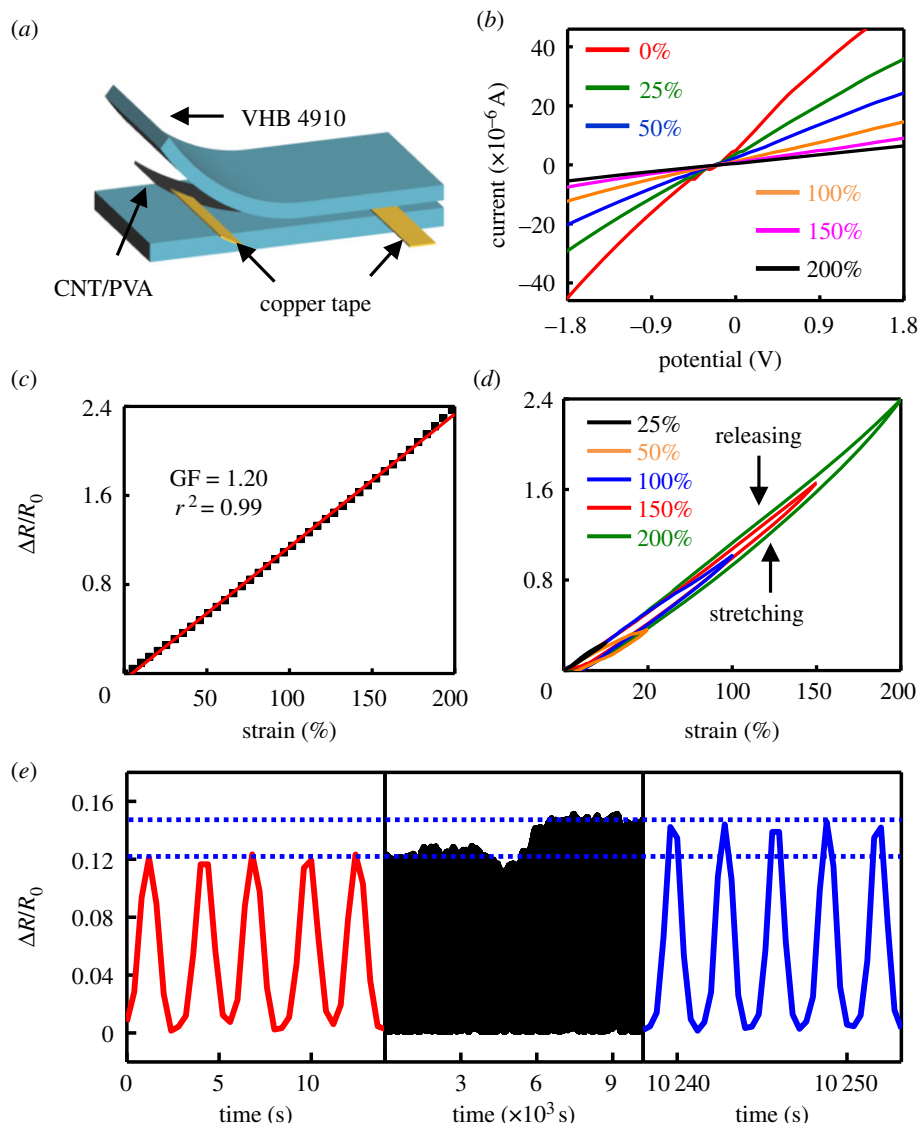 (a)
VHB 4910
CNT/PVA
copper tape
(b)
current (×10⁻⁶ A)
40
20
0
−20
−40
0%
25%
50%
100%
150%
200%
−1.8 −0.9 0 0.9 1.8
potential (V)
(c)
ΔR/R₀
2.4
1.6
0.8
0
GF = 1.20
r² = 0.99
50 100 150 200
strain (%)
(d)
2.4
1.6
0.8
0
25%
50%
100%
150%
200%
releasing
stretching
20 100 150 200
strain (%)
(e)
ΔR/R₀
0.16
0.12
0.08
0.04
0
0 5 10
time (s)
3 6 9
time (×10³ s)
10 240 10 250
time (s)